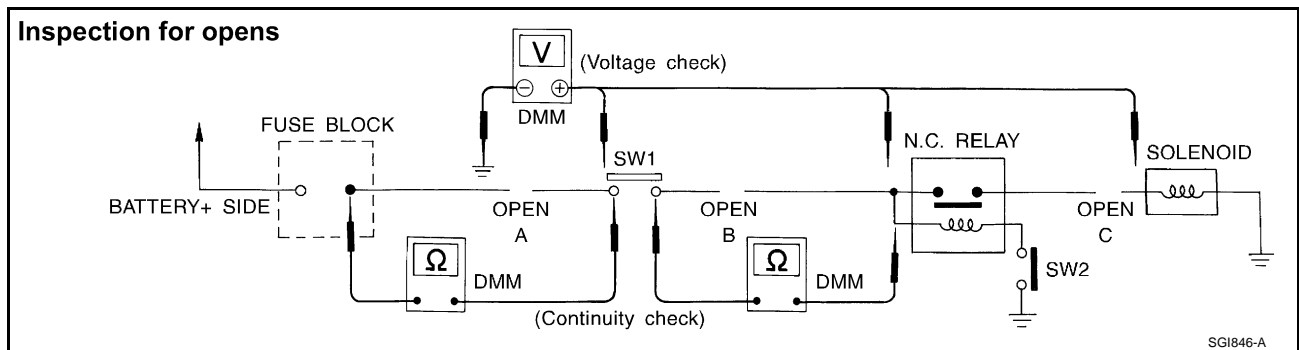 Inspection for opens
V
(Voltage check)
− +
DMM
FUSE BLOCK
N.C. RELAY
SW1
SOLENOID
BATTERY+ SIDE
OPEN
A
OPEN
B
OPEN
C
Ω
DMM
Ω
DMM
SW2
(Continuity check)
SGI846-A